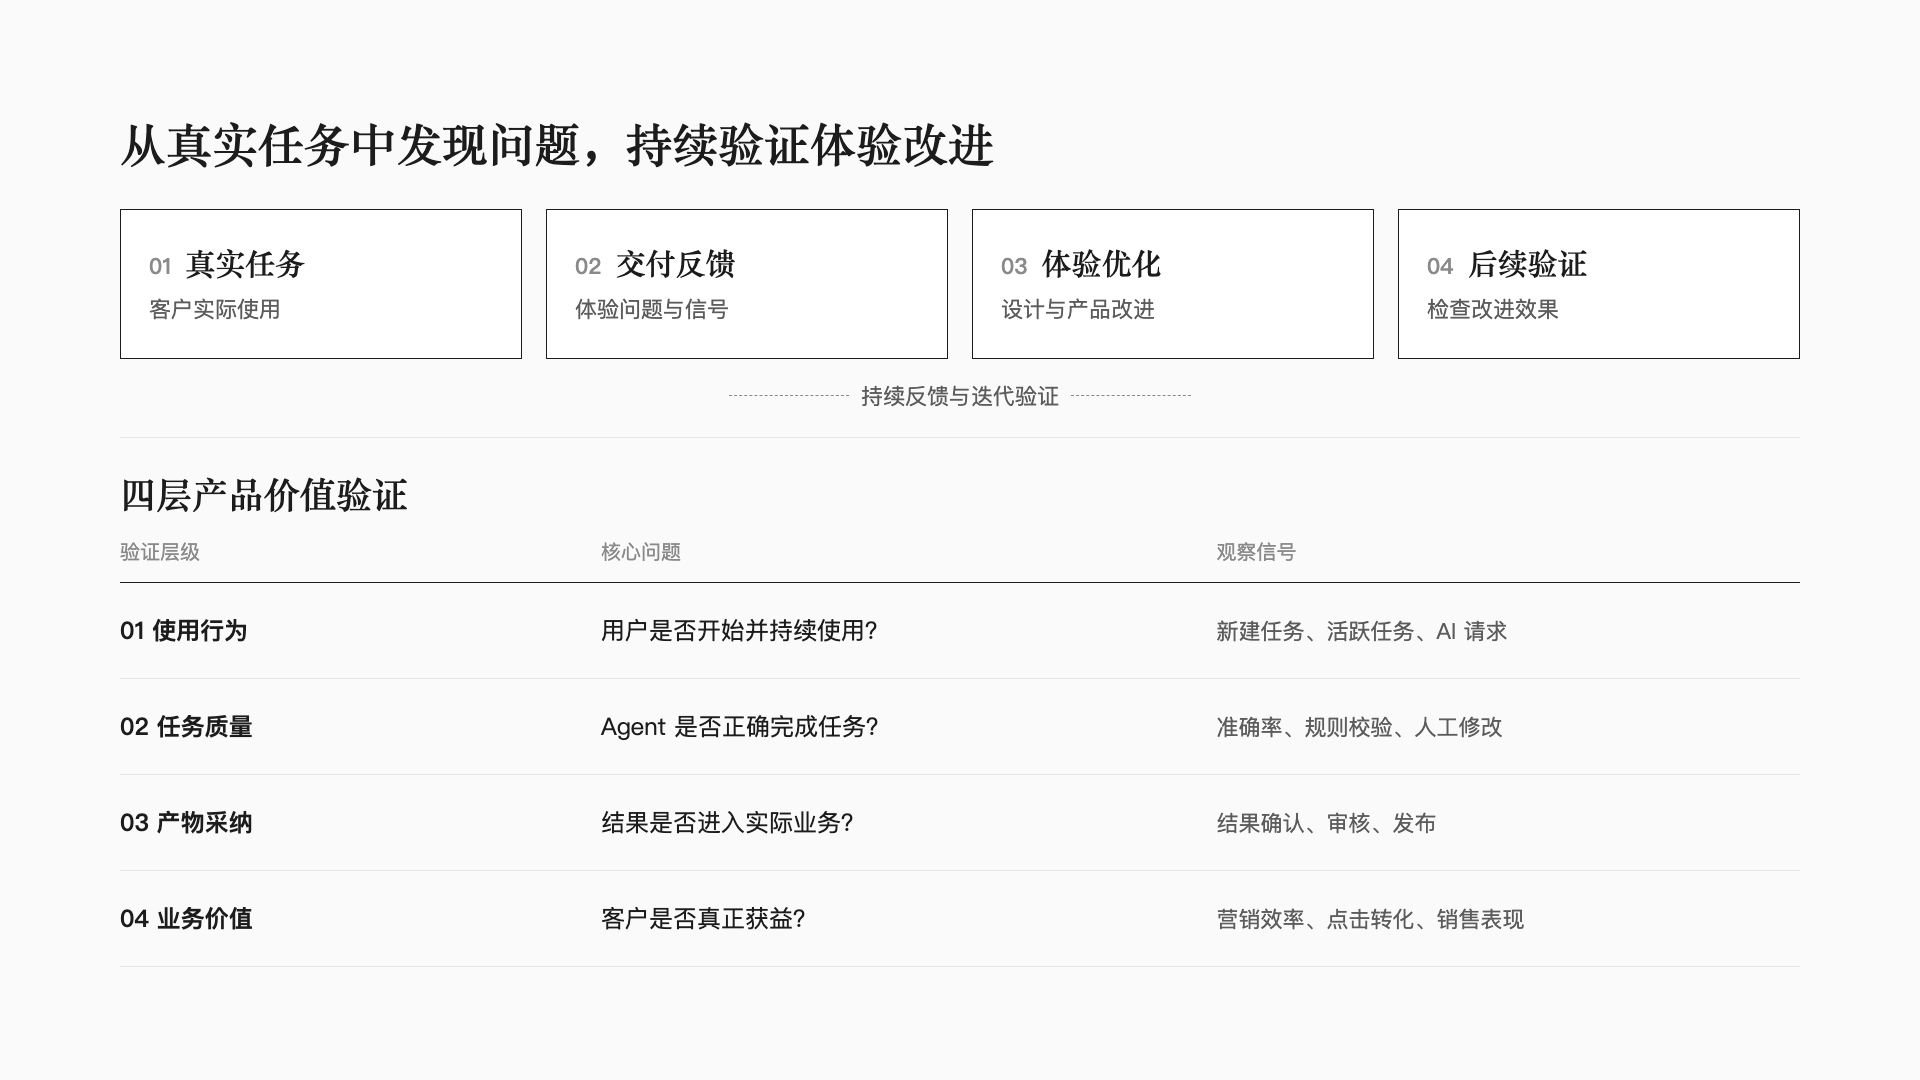 从真实任务中发现问题，持续验证体验改进
01 真实任务
客户实际使用
02 交付反馈
体验问题与信号
03 体验优化
设计与产品改进
04 后续验证
检查改进效果
持续反馈与迭代验证
四层产品价值验证
验证层级 核心问题 观察信号
01 使用行为 用户是否开始并持续使用？ 新建任务、活跃任务、AI 请求
02 任务质量 Agent 是否正确完成任务？ 准确率、规则校验、人工修改
03 产物采纳 结果是否进入实际业务？ 结果确认、审核、发布
04 业务价值 客户是否真正获益？ 营销效率、点击转化、销售表现